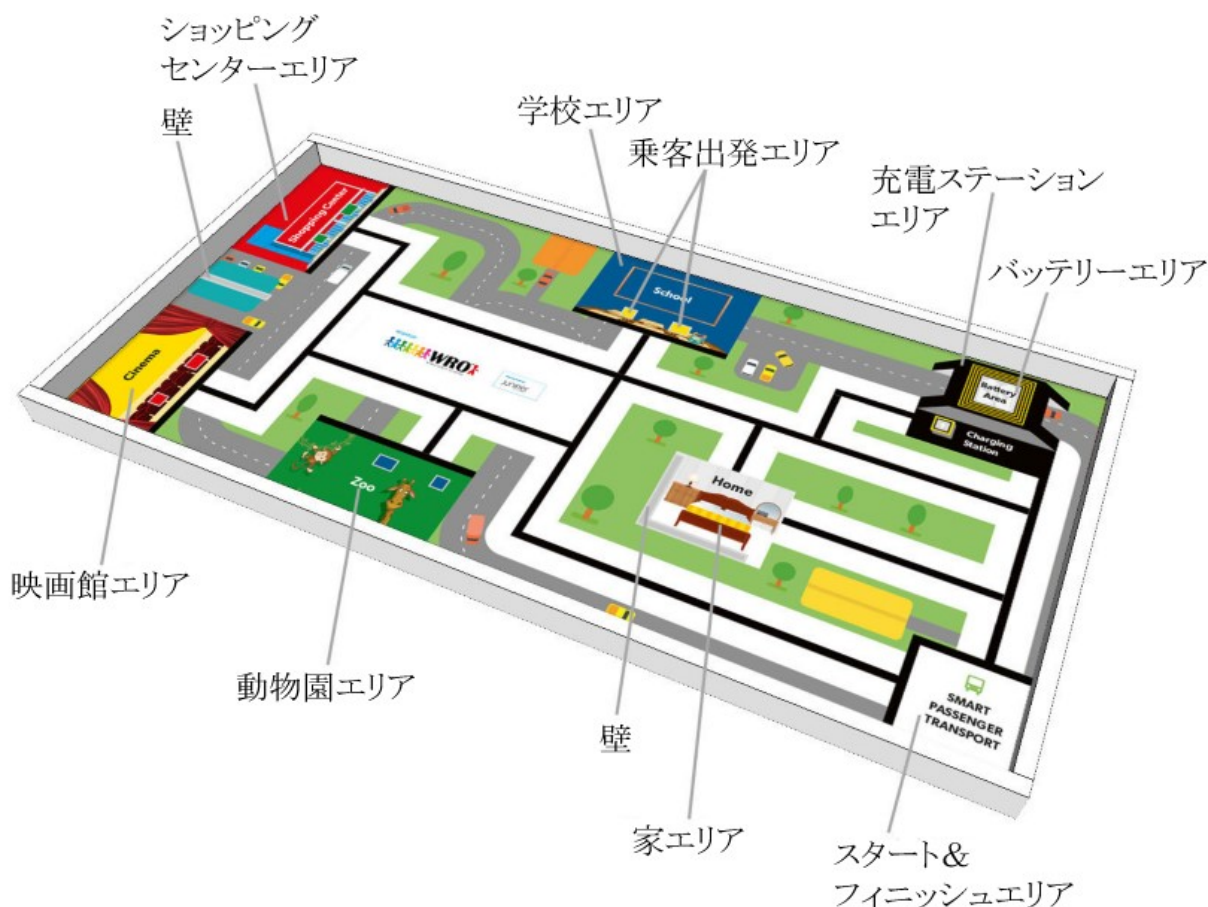 ショッピング
センターエリア
壁
学校エリア
乗客出発エリア
充電ステーション
エリア
バッテリーエリア
Shopping Center
School
Battery
Area
Charging
Station
Cinema
WRO
Zoo
Home
SMART
PASSENGER
TRANSPORT
映画館エリア
動物園エリア
壁
家エリア
スタート&
フィニッシュエリア